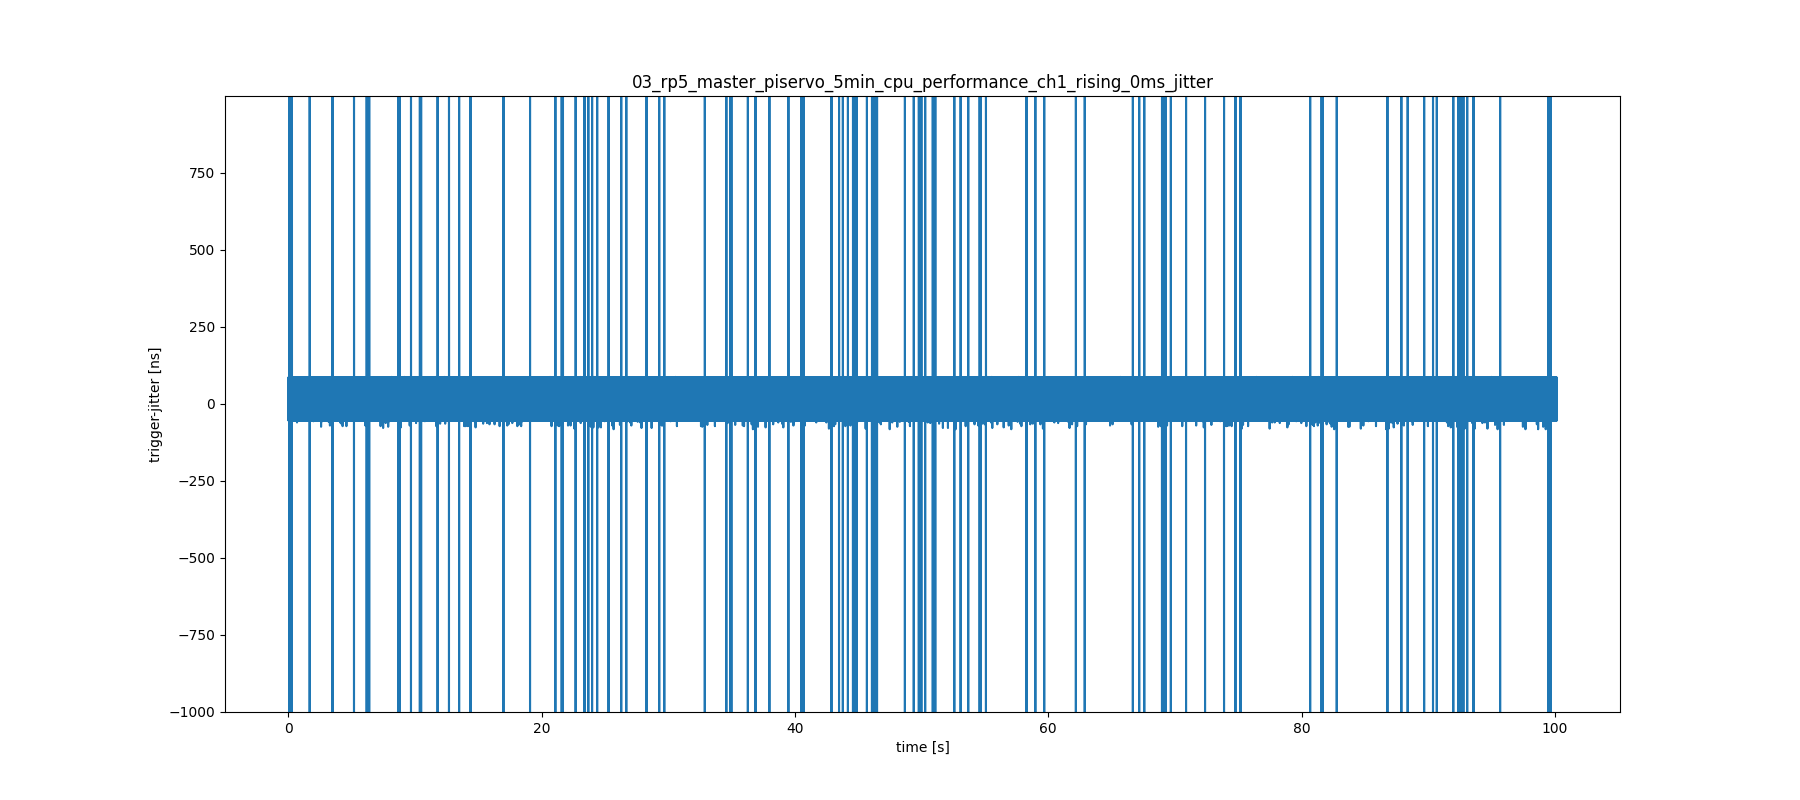 03_rp5_master_piservo_5min_cpu_performance_ch1_rising_0ms_jitter
trigger-jitter [ns]
750
500
250
0
−250
−500
−750
−1000
0 20 40 60 80 100
time [s]